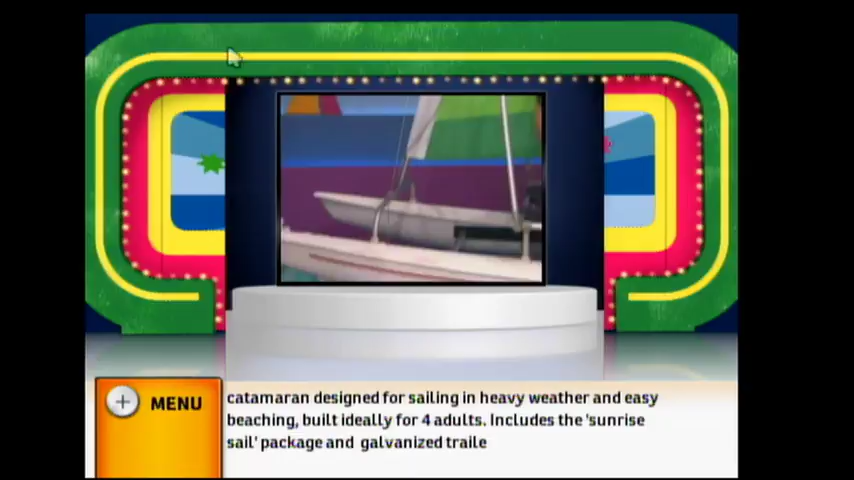 MENU
catamaran designed for sailing in heavy weather and easy
beaching, built ideally for 4 adults. Includes the 'sunrise
sail' package and galvanized traile